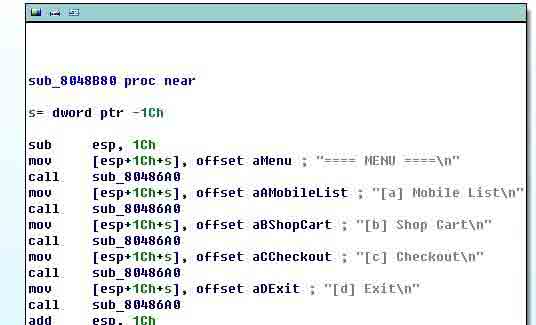 sub_8048B80 proc near
s= dword ptr -1Ch
sub     esp, 1Ch
mov     [esp+1Ch+s], offset aMenu ; "==== MENU ====\n"
call    sub_80486A0
mov     [esp+1Ch+s], offset aAMobileList ; "[a] Mobile List\n"
call    sub_80486A0
mov     [esp+1Ch+s], offset aBShopCart ; "[b] Shop Cart\n"
call    sub_80486A0
mov     [esp+1Ch+s], offset aCCheckout ; "[c] Checkout\n"
call    sub_80486A0
mov     [esp+1Ch+s], offset aDExit ; "[d] Exit\n"
call    sub_80486A0
add     esp, 1Ch